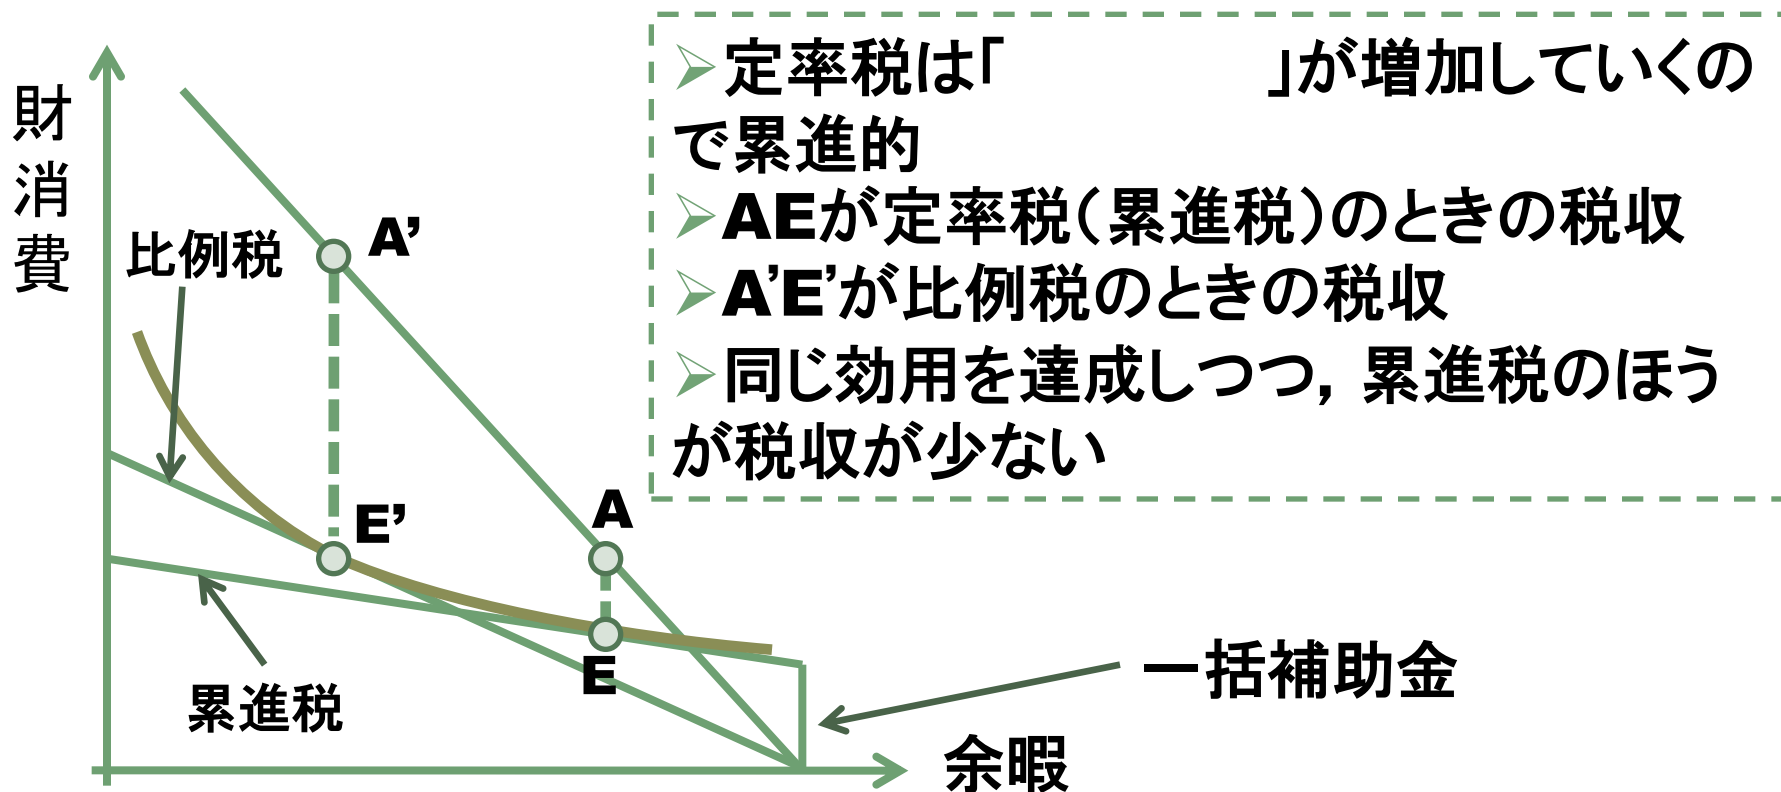 ➢定率税は「　　　　」が増加していくの
で累進的
➢AEが定率税（累進税）のときの税収
➢A’E’が比例税のときの税収
➢同じ効用を達成しつつ，累進税のほう
が税収が少ない
財消費
比例税
A’
E’
A
E
累進税
一括補助金
余暇